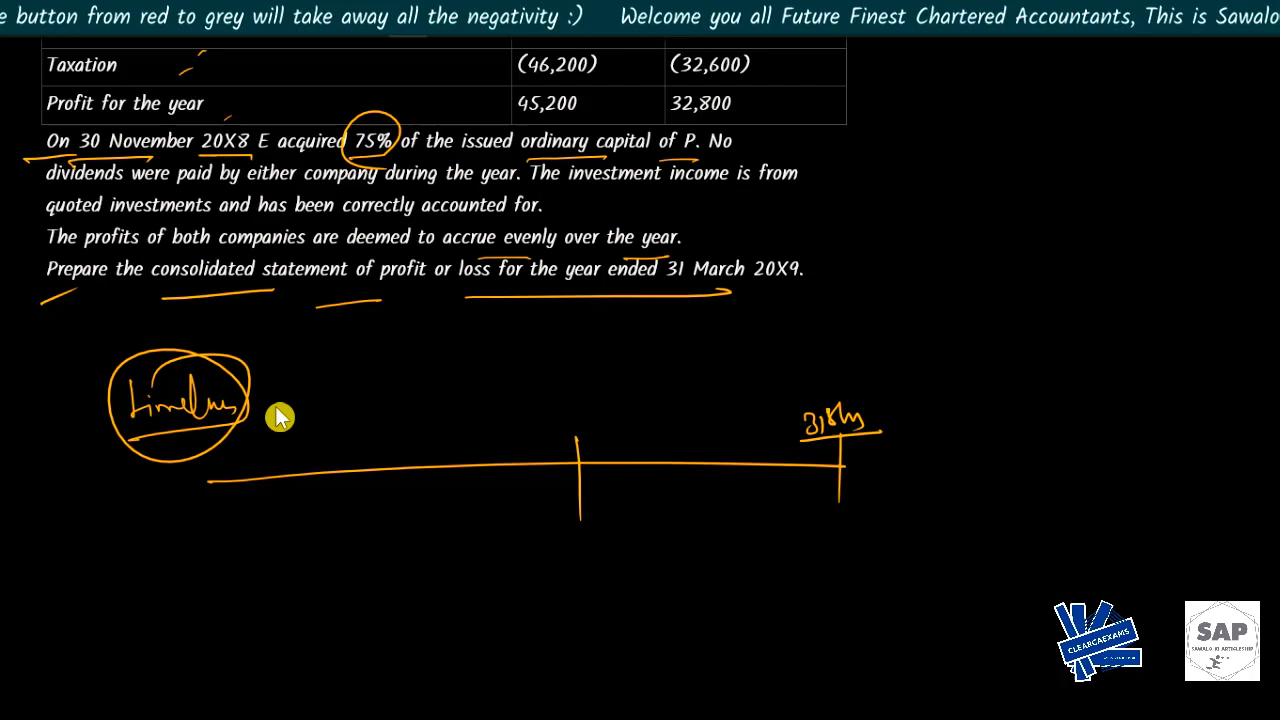 e button from red to grey will take away all the negativity :) Welcome you all Future Finest Chartered Accountants, This is Sawalo
Taxation (46,200) (32,600)
Profit for the year 45,200 32,800
On 30 November 20X8 E acquired 75% of the issued ordinary capital of P. No
dividends were paid by either company during the year. The investment income is from
quoted investments and has been correctly accounted for.
The profits of both companies are deemed to accrue evenly over the year.
Prepare the consolidated statement of profit or loss for the year ended 31 March 20X9.
CLEARCAEXAMS
SAP
SAWALO KI ARTICLESHIP